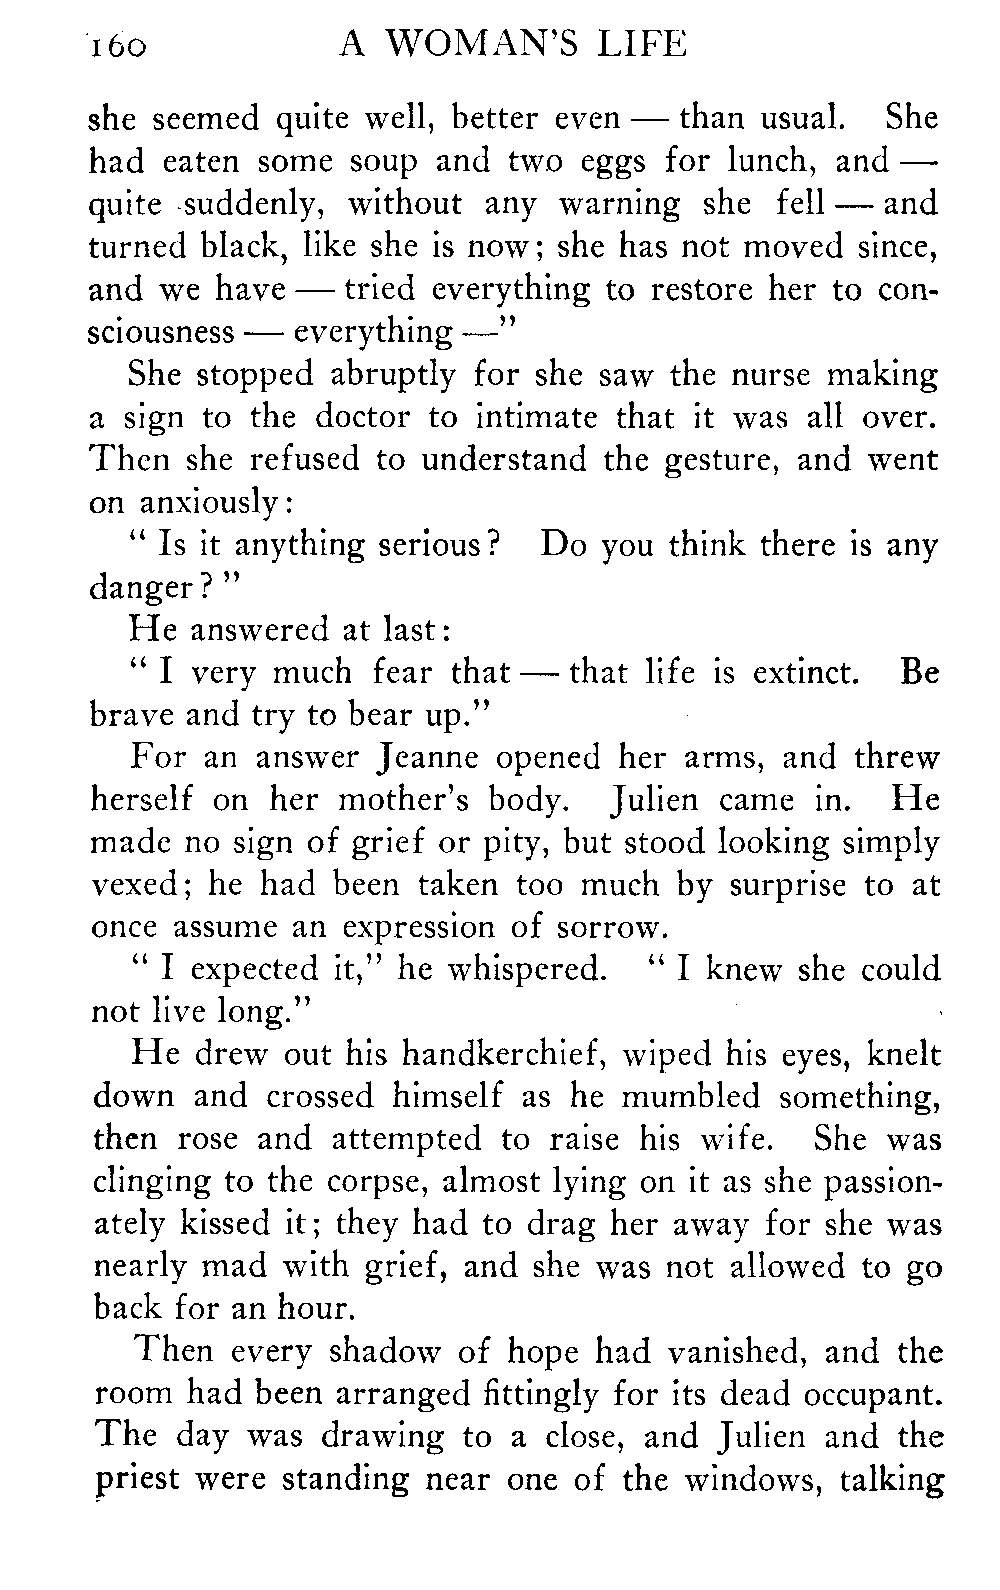 160 A WOMAN'S LIFE
she seemed quite well, better even — than usual. She
had eaten some soup and two eggs for lunch, and —
quite suddenly, without any warning she fell — and
turned black, like she is now; she has not moved since,
and we have — tried everything to restore her to con-
sciousness — everything —"
She stopped abruptly for she saw the nurse making
a sign to the doctor to intimate that it was all over.
Then she refused to understand the gesture, and went
on anxiously:
"Is it anything serious? Do you think there is any
danger?"
He answered at last:
"I very much fear that — that life is extinct. Be
brave and try to bear up."
For an answer Jeanne opened her arms, and threw
herself on her mother's body. Julien came in. He
made no sign of grief or pity, but stood looking simply
vexed; he had been taken too much by surprise to at
once assume an expression of sorrow.
"I expected it," he whispered. "I knew she could
not live long."
He drew out his handkerchief, wiped his eyes, knelt
down and crossed himself as he mumbled something,
then rose and attempted to raise his wife. She was
clinging to the corpse, almost lying on it as she passion-
ately kissed it; they had to drag her away for she was
nearly mad with grief, and she was not allowed to go
back for an hour.
Then every shadow of hope had vanished, and the
room had been arranged fittingly for its dead occupant.
The day was drawing to a close, and Julien and the
priest were standing near one of the windows, talking